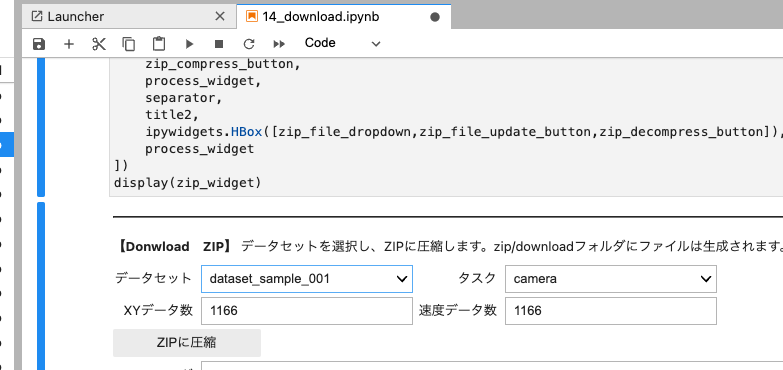 Launcher
14_download.ipynb
Code
zip_compress_button,
process_widget,
separator,
title2,
ipywidgets.HBox([zip_file_dropdown,zip_file_update_button,zip_decompress_button]),
process_widget
])
display(zip_widget)
【Donwload　ZIP】 データセットを選択し、ZIPに圧縮します。zip/downloadフォルダにファイルは生成されます。
データセット dataset_sample_001 タスク camera
XYデータ数 1166 速度データ数 1166
ZIPに圧縮